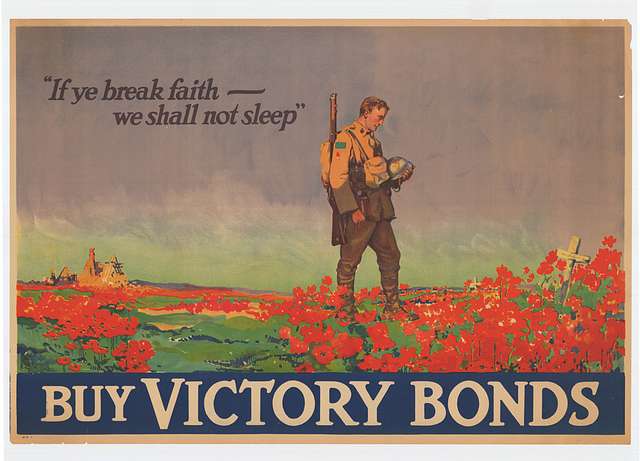 “If ye break faith —
we shall not sleep”
BUY VICTORY BONDS